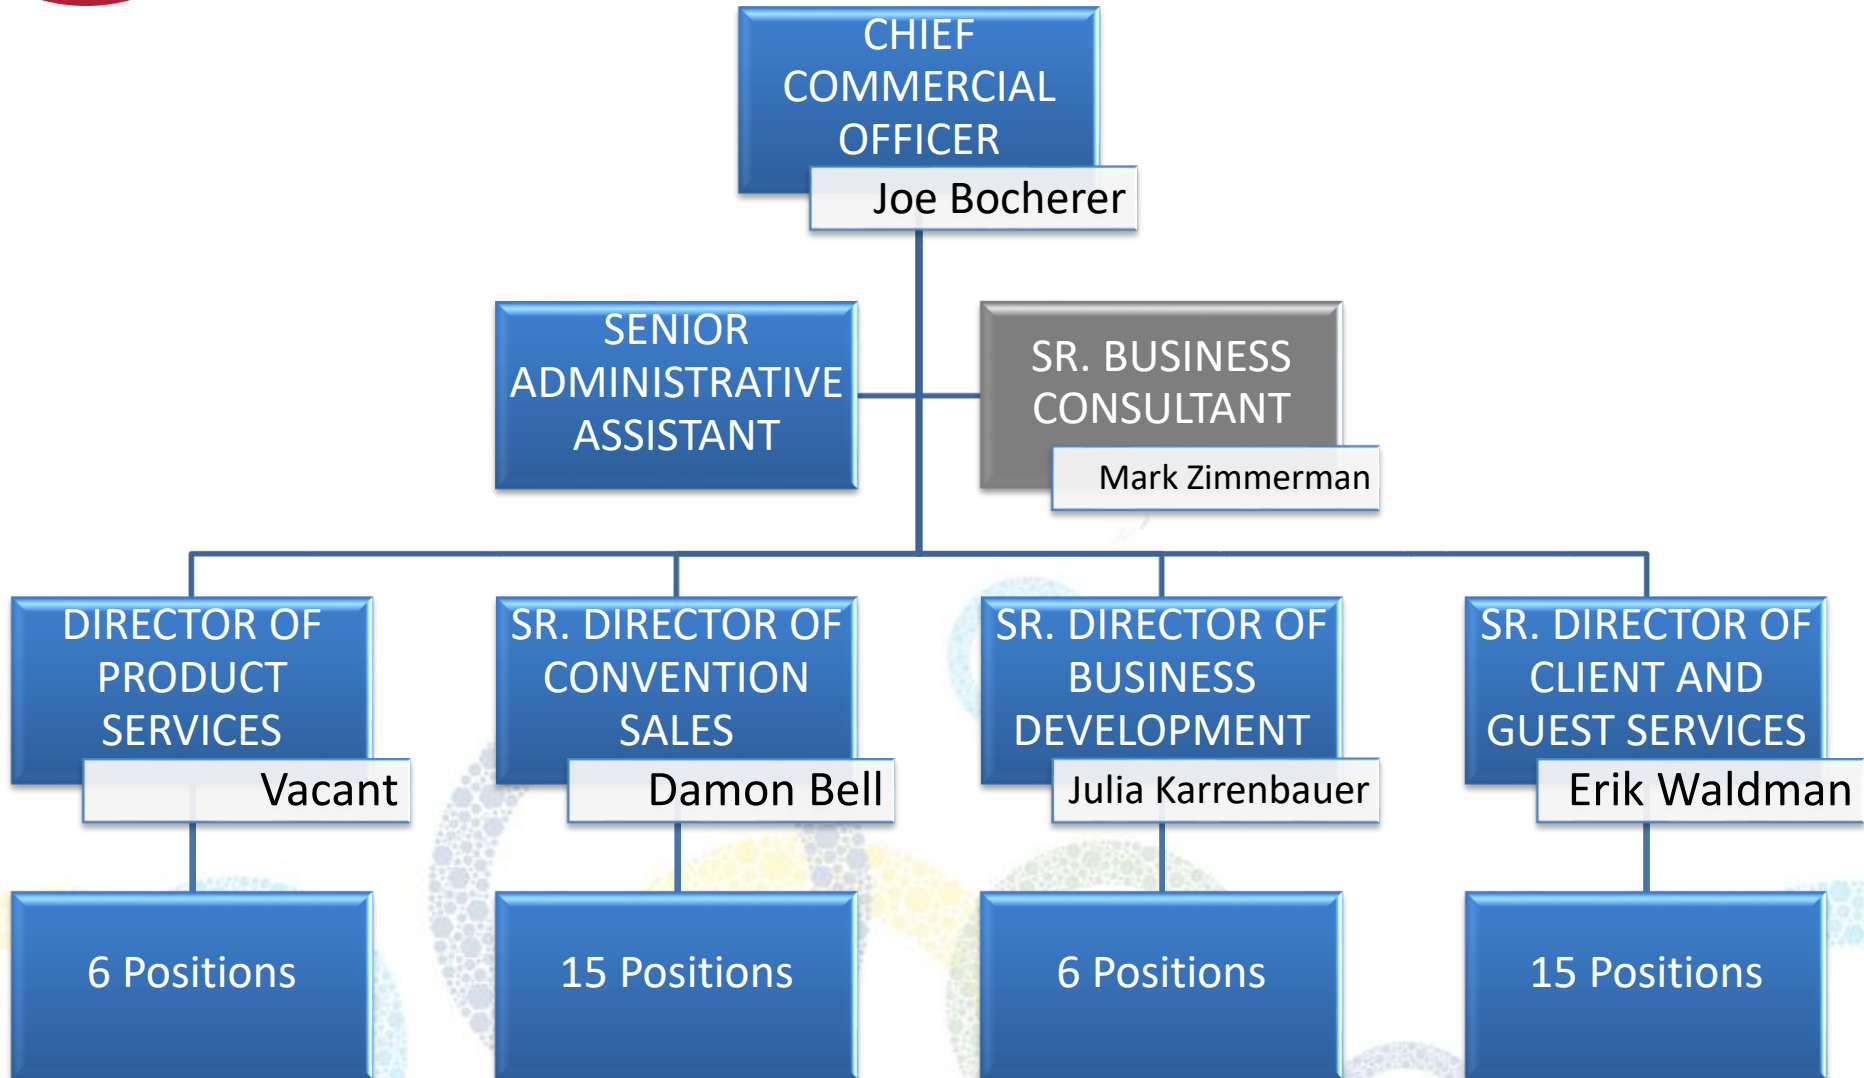 CHIEF
COMMERCIAL
OFFICER
Joe Bocherer
SENIOR
ADMINISTRATIVE
ASSISTANT
SR. BUSINESS
CONSULTANT
Mark Zimmerman
DIRECTOR OF
PRODUCT
SERVICES
Vacant
SR. DIRECTOR OF
CONVENTION
SALES
Damon Bell
SR. DIRECTOR OF
BUSINESS
DEVELOPMENT
Julia Karrenbauer
SR. DIRECTOR OF
CLIENT AND
GUEST SERVICES
Erik Waldman
6 Positions
15 Positions
6 Positions
15 Positions